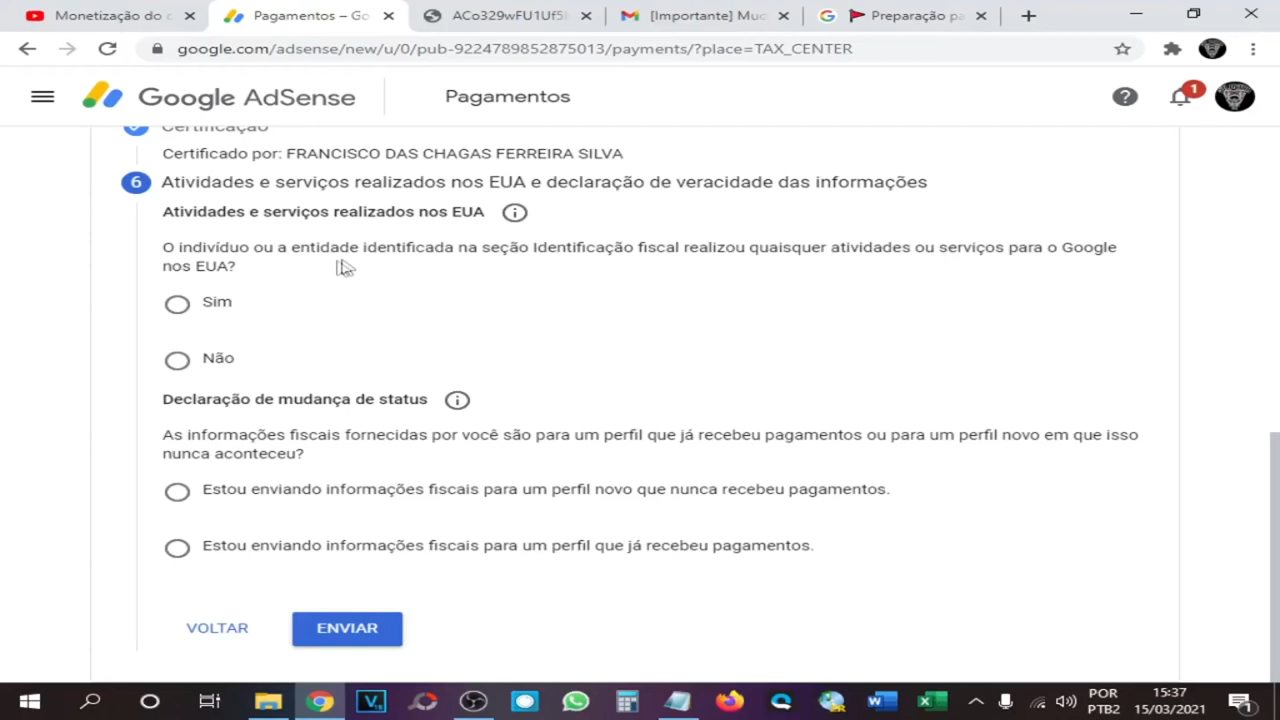 Monetização do c
Pagamentos – Go
ACo329wFU1Uf5
[Importante] Mud
Preparação pa
google.com/adsense/new/u/0/pub-9224789852875013/payments/?place=TAX_CENTER
Google AdSense
Pagamentos
1
Certificação
Certificado por: FRANCISCO DAS CHAGAS FERREIRA SILVA
6
Atividades e serviços realizados nos EUA e declaração de veracidade das informações
Atividades e serviços realizados nos EUA
O indivíduo ou a entidade identificada na seção Identificação fiscal realizou quaisquer atividades ou serviços para o Google
nos EUA?
Sim
Não
Declaração de mudança de status
As informações fiscais fornecidas por você são para um perfil que já recebeu pagamentos ou para um perfil novo em que isso
nunca aconteceu?
Estou enviando informações fiscais para um perfil novo que nunca recebeu pagamentos.
Estou enviando informações fiscais para um perfil que já recebeu pagamentos.
VOLTAR
ENVIAR
POR
PTB2
15:37
15/03/2021
1